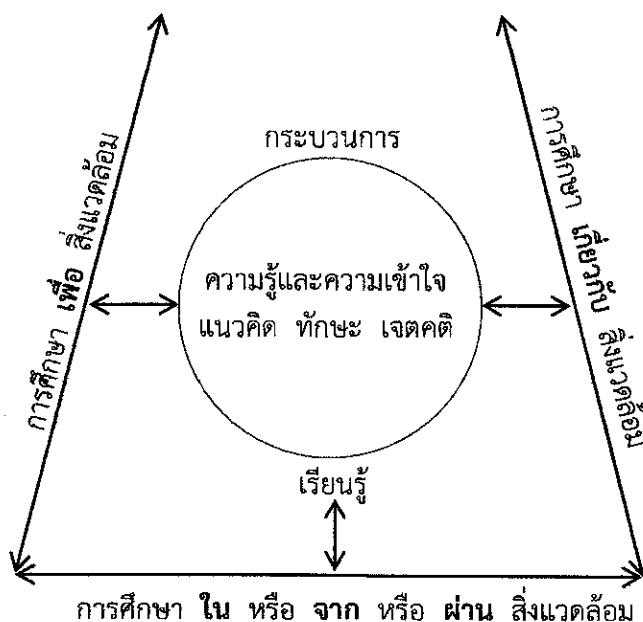 กระบวนการ
การศึกษา เพื่อ สิ่งแวดล้อม
การศึกษา เกี่ยวกับ สิ่งแวดล้อม
ความรู้และความเข้าใจ
แนวคิด ทักษะ เจตคติ
เรียนรู้
การศึกษา ใน หรือ จาก หรือ ผ่าน สิ่งแวดล้อม